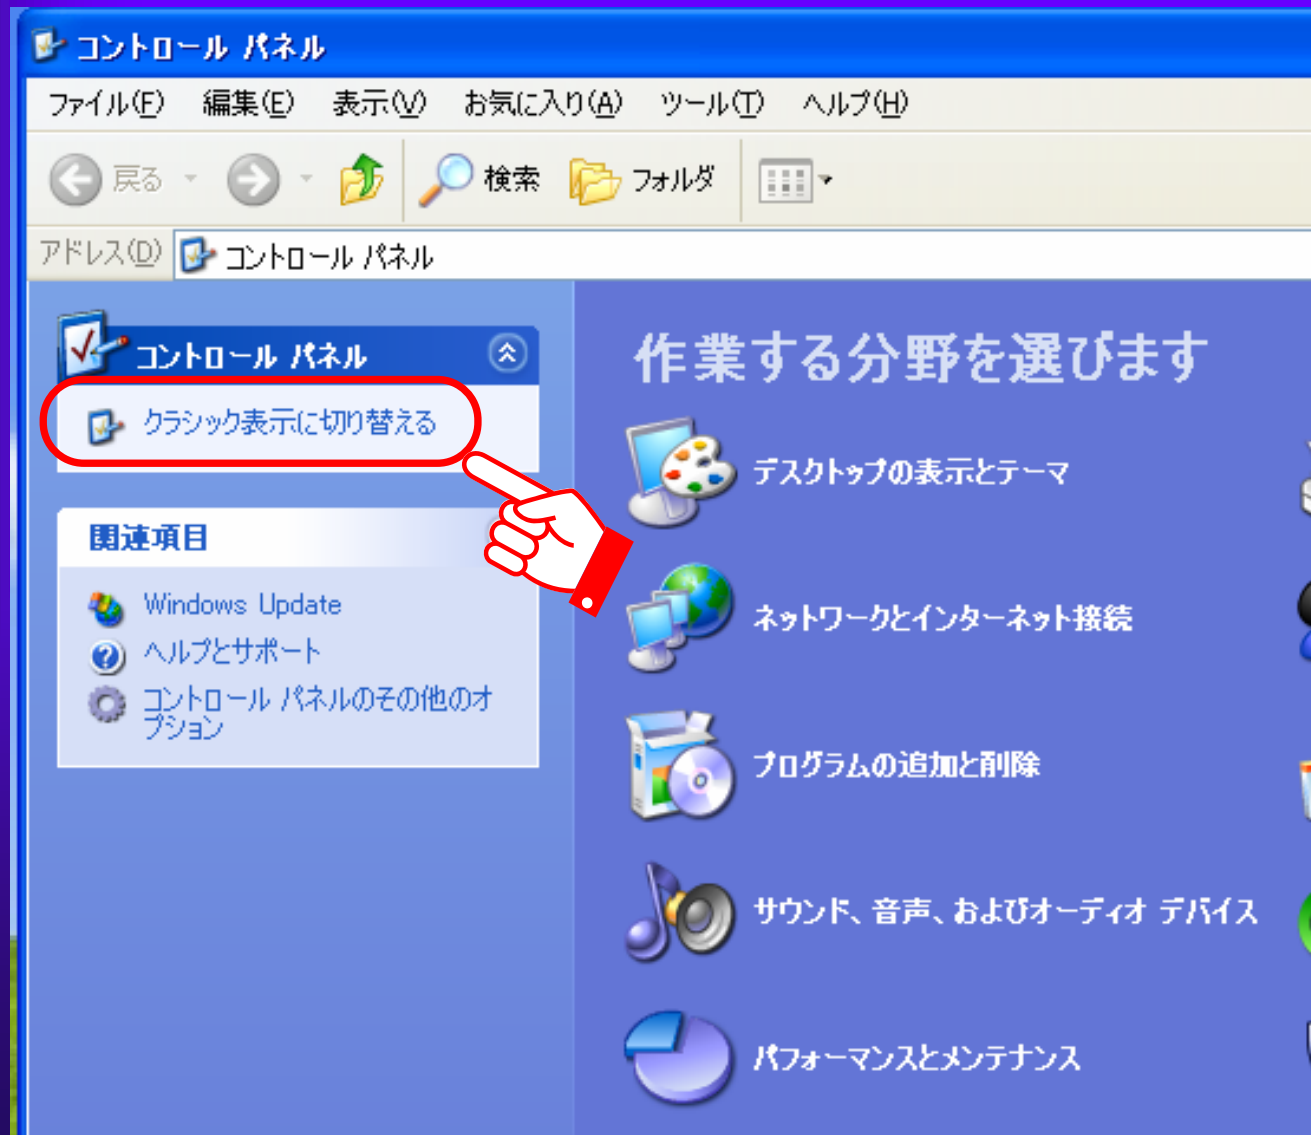 コントロール パネル
ファイル(F) 編集(E) 表示(V) お気に入り(A) ツール(T) ヘルプ(H)
戻る 検索 フォルダ
アドレス(D) コントロール パネル
コントロール パネル
クラシック表示に切り替える
関連項目
Windows Update
ヘルプとサポート
コントロール パネルのその他のオ
プション
作業する分野を選びます
デスクトップの表示とテーマ
ネットワークとインターネット接続
プログラムの追加と削除
サウンド、音声、およびオーディオ デバイス
パフォーマンスとメンテナンス